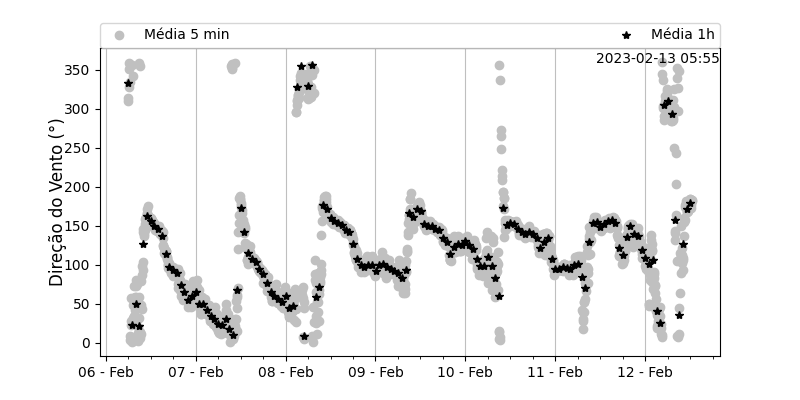 Média 5 min
Média 1h
2023-02-13 05:55
Direção do Vento (°)
350
300
250
200
150
100
50
0
06 - Feb
07 - Feb
08 - Feb
09 - Feb
10 - Feb
11 - Feb
12 - Feb